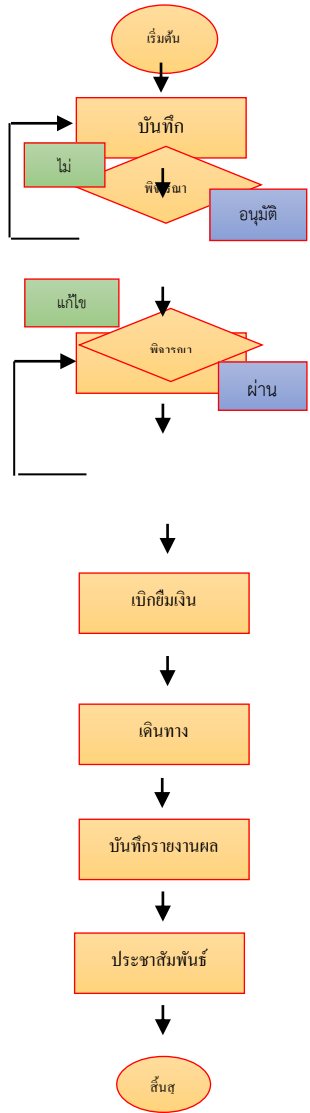 เริ่มต้น
บันทึก
ไม่
พิจารณา
อนุมัติ
แก้ไข
พิจารณา
ผ่าน
เบิกยืมเงิน
เดินทาง
บันทึกรายงานผล
ประชาสัมพันธ์
สิ้นสุ